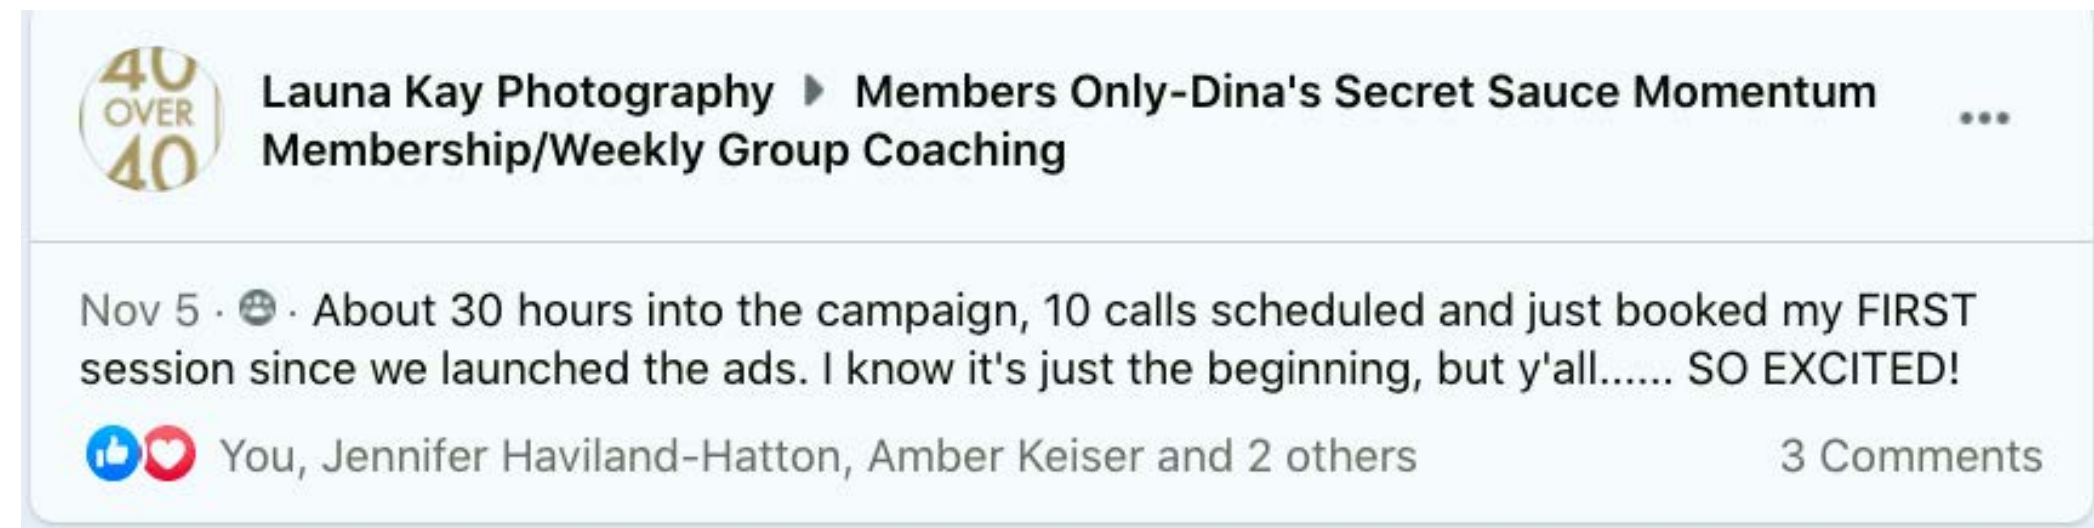 40
OVER
40
Launa Kay Photography ▸ Members Only-Dina's Secret Sauce Momentum
Membership/Weekly Group Coaching
Nov 5 · · About 30 hours into the campaign, 10 calls scheduled and just booked my FIRST
session since we launched the ads. I know it's just the beginning, but y'all...... SO EXCITED!
You, Jennifer Haviland-Hatton, Amber Keiser and 2 others 3 Comments